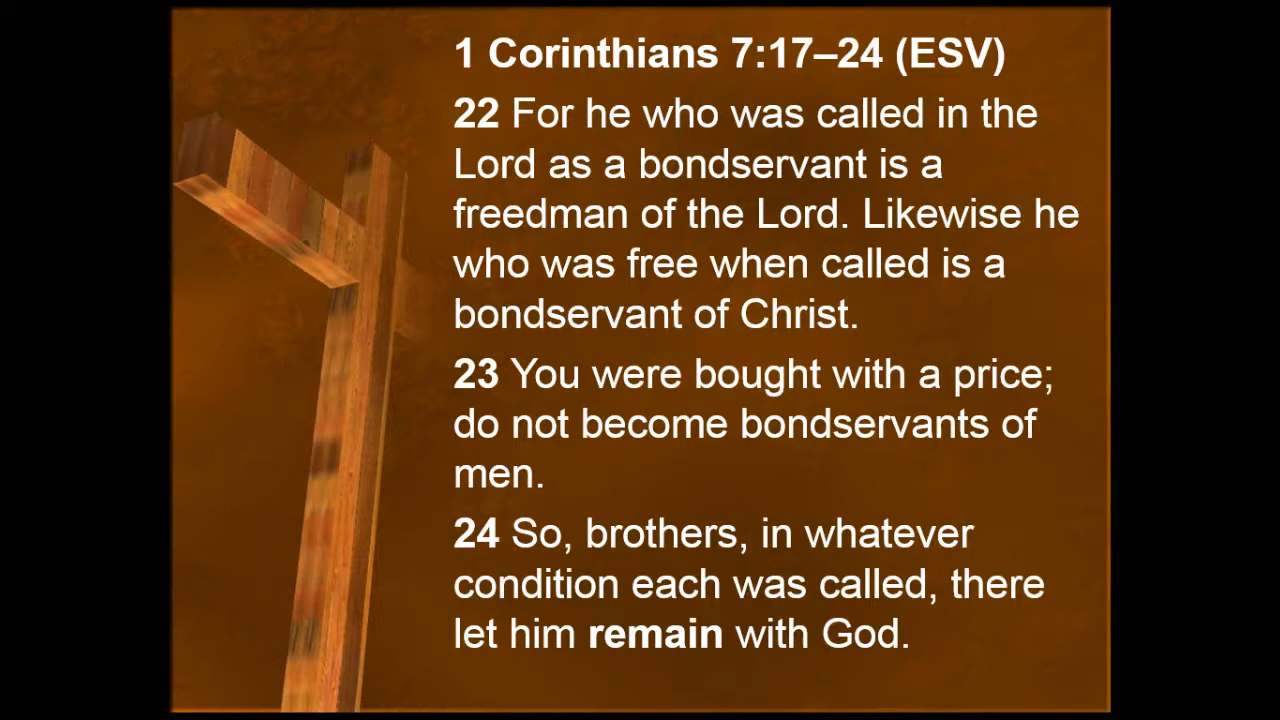 1 Corinthians 7:17–24 (ESV)
22 For he who was called in the
Lord as a bondservant is a
freedman of the Lord. Likewise he
who was free when called is a
bondservant of Christ.
23 You were bought with a price;
do not become bondservants of
men.
24 So, brothers, in whatever
condition each was called, there
let him remain with God.